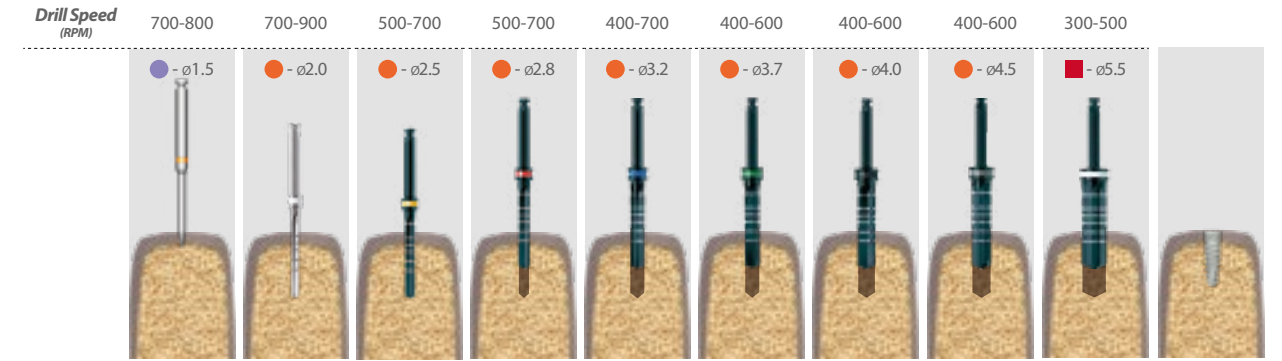 Drill Speed
(RPM)
700-800 700-900 500-700 500-700 400-700 400-600 400-600 400-600 300-500
- ø1.5 - ø2.0 - ø2.5 - ø2.8 - ø3.2 - ø3.7 - ø4.0 - ø4.5 - ø5.5